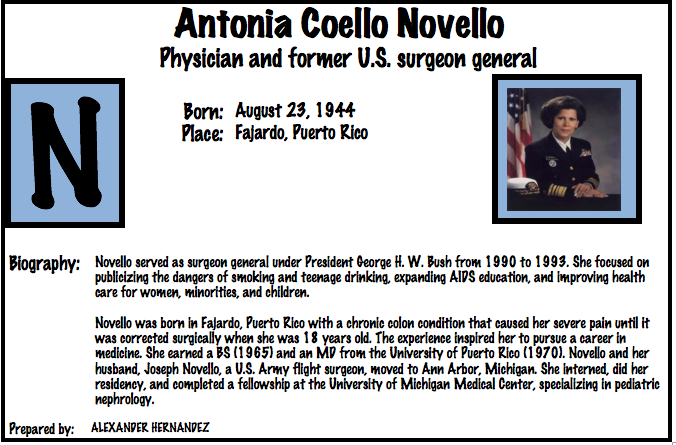 Antonia Coello Novello
Physician and former U.S. surgeon general
N
Born: August 23, 1944
Place: Fajardo, Puerto Rico
Biography: Novello served as surgeon general under President George H. W. Bush from 1990 to 1993. She focused on
publicizing the dangers of smoking and teenage drinking, expanding AIDS education, and improving health
care for women, minorities, and children.
Novello was born in Fajardo, Puerto Rico with a chronic colon condition that caused her severe pain until it
was corrected surgically when she was 18 years old. The experience inspired her to pursue a career in
medicine. She earned a BS (1965) and an MD from the University of Puerto Rico (1970). Novello and her
husband, Joseph Novello, a U.S. Army flight surgeon, moved to Ann Arbor, Michigan. She interned, did her
residency, and completed a fellowship at the University of Michigan Medical Center, specializing in pediatric
nephrology.
Prepared by: ALEXANDER HERNANDEZ